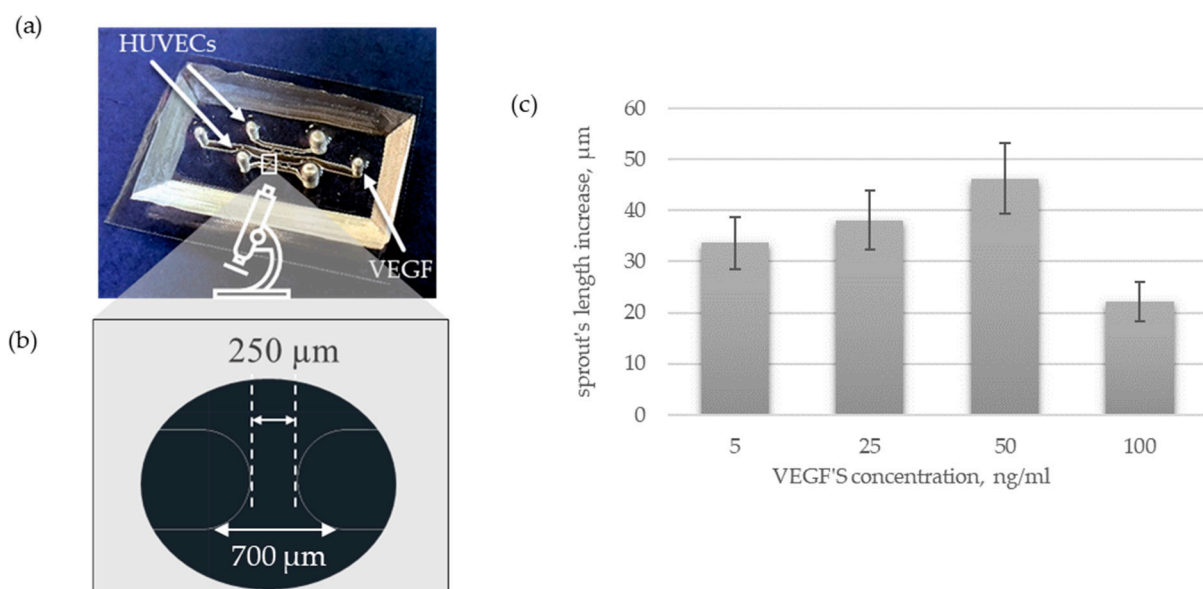 (a)
HUVECs
VEGF
(b)
250 µm
700 µm
(c)
sprout's length increase, µm
60
50
40
30
20
10
0
5 25 50 100
VEGF'S concentration, ng/ml